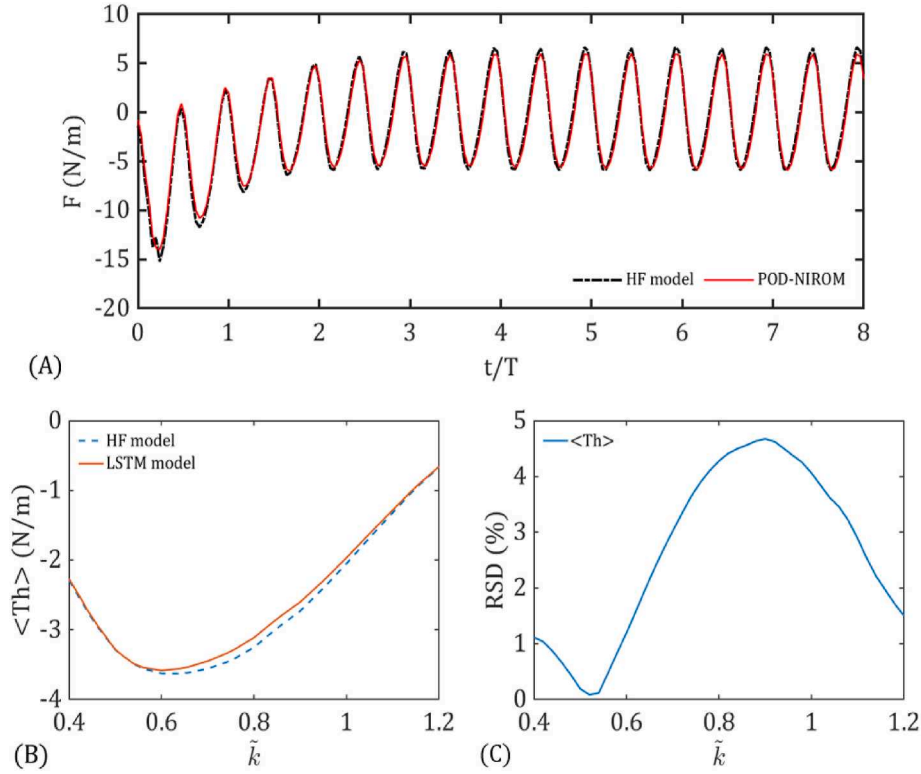 10
5
0
-5
-10
-15
-20
F (N/m)
HF model
POD-NIROM
0 1 2 3 4 5 6 7 8
t/T
(A)
0
-1
-2
-3
-4
<Th> (N/m)
HF model
LSTM model
0.4 0.6 0.8 1 1.2
k̃
(B)
5
4
3
2
1
0
RSD (%)
<Th>
0.4 0.6 0.8 1 1.2
k̃
(C)